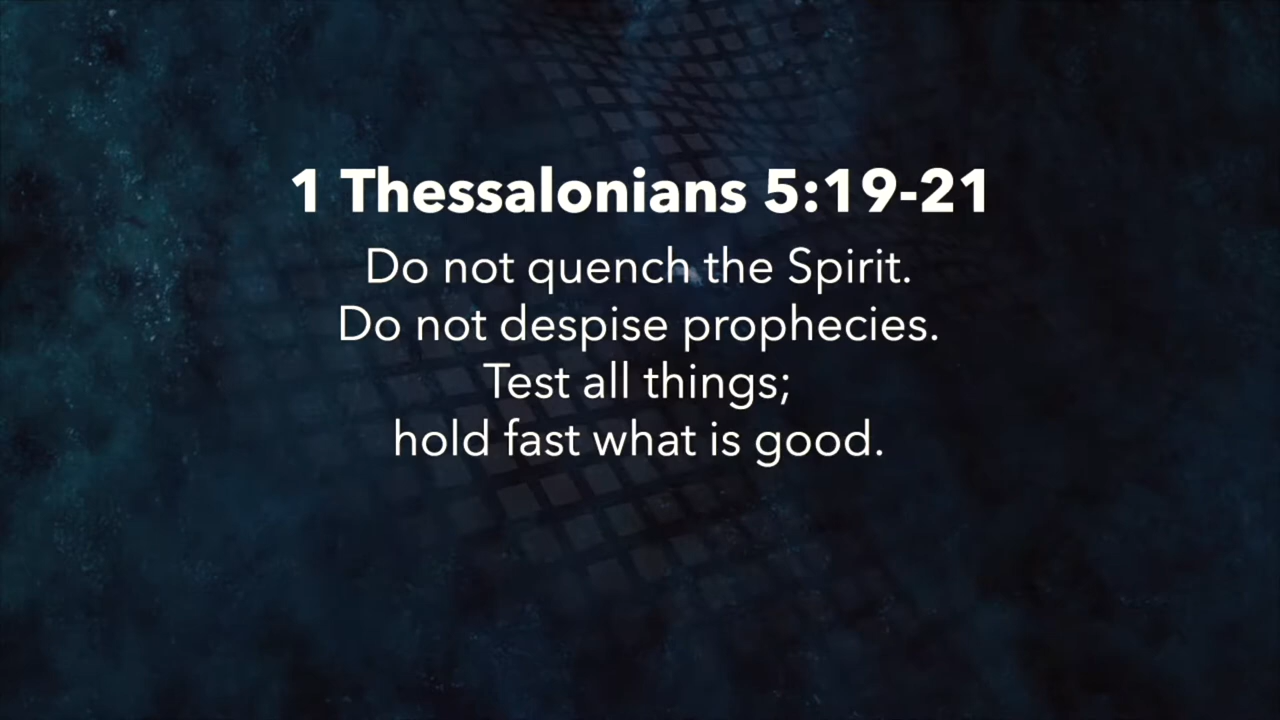 1 Thessalonians 5:19-21
Do not quench the Spirit.
Do not despise prophecies.
Test all things;
hold fast what is good.